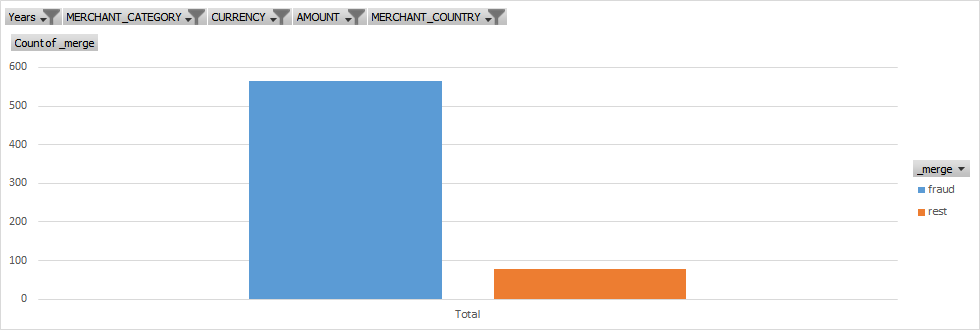 Years MERCHANT_CATEGORY CURRENCY AMOUNT MERCHANT_COUNTRY
Count of _merge
600
500
400
300
200
100
0
Total
_merge
fraud
rest